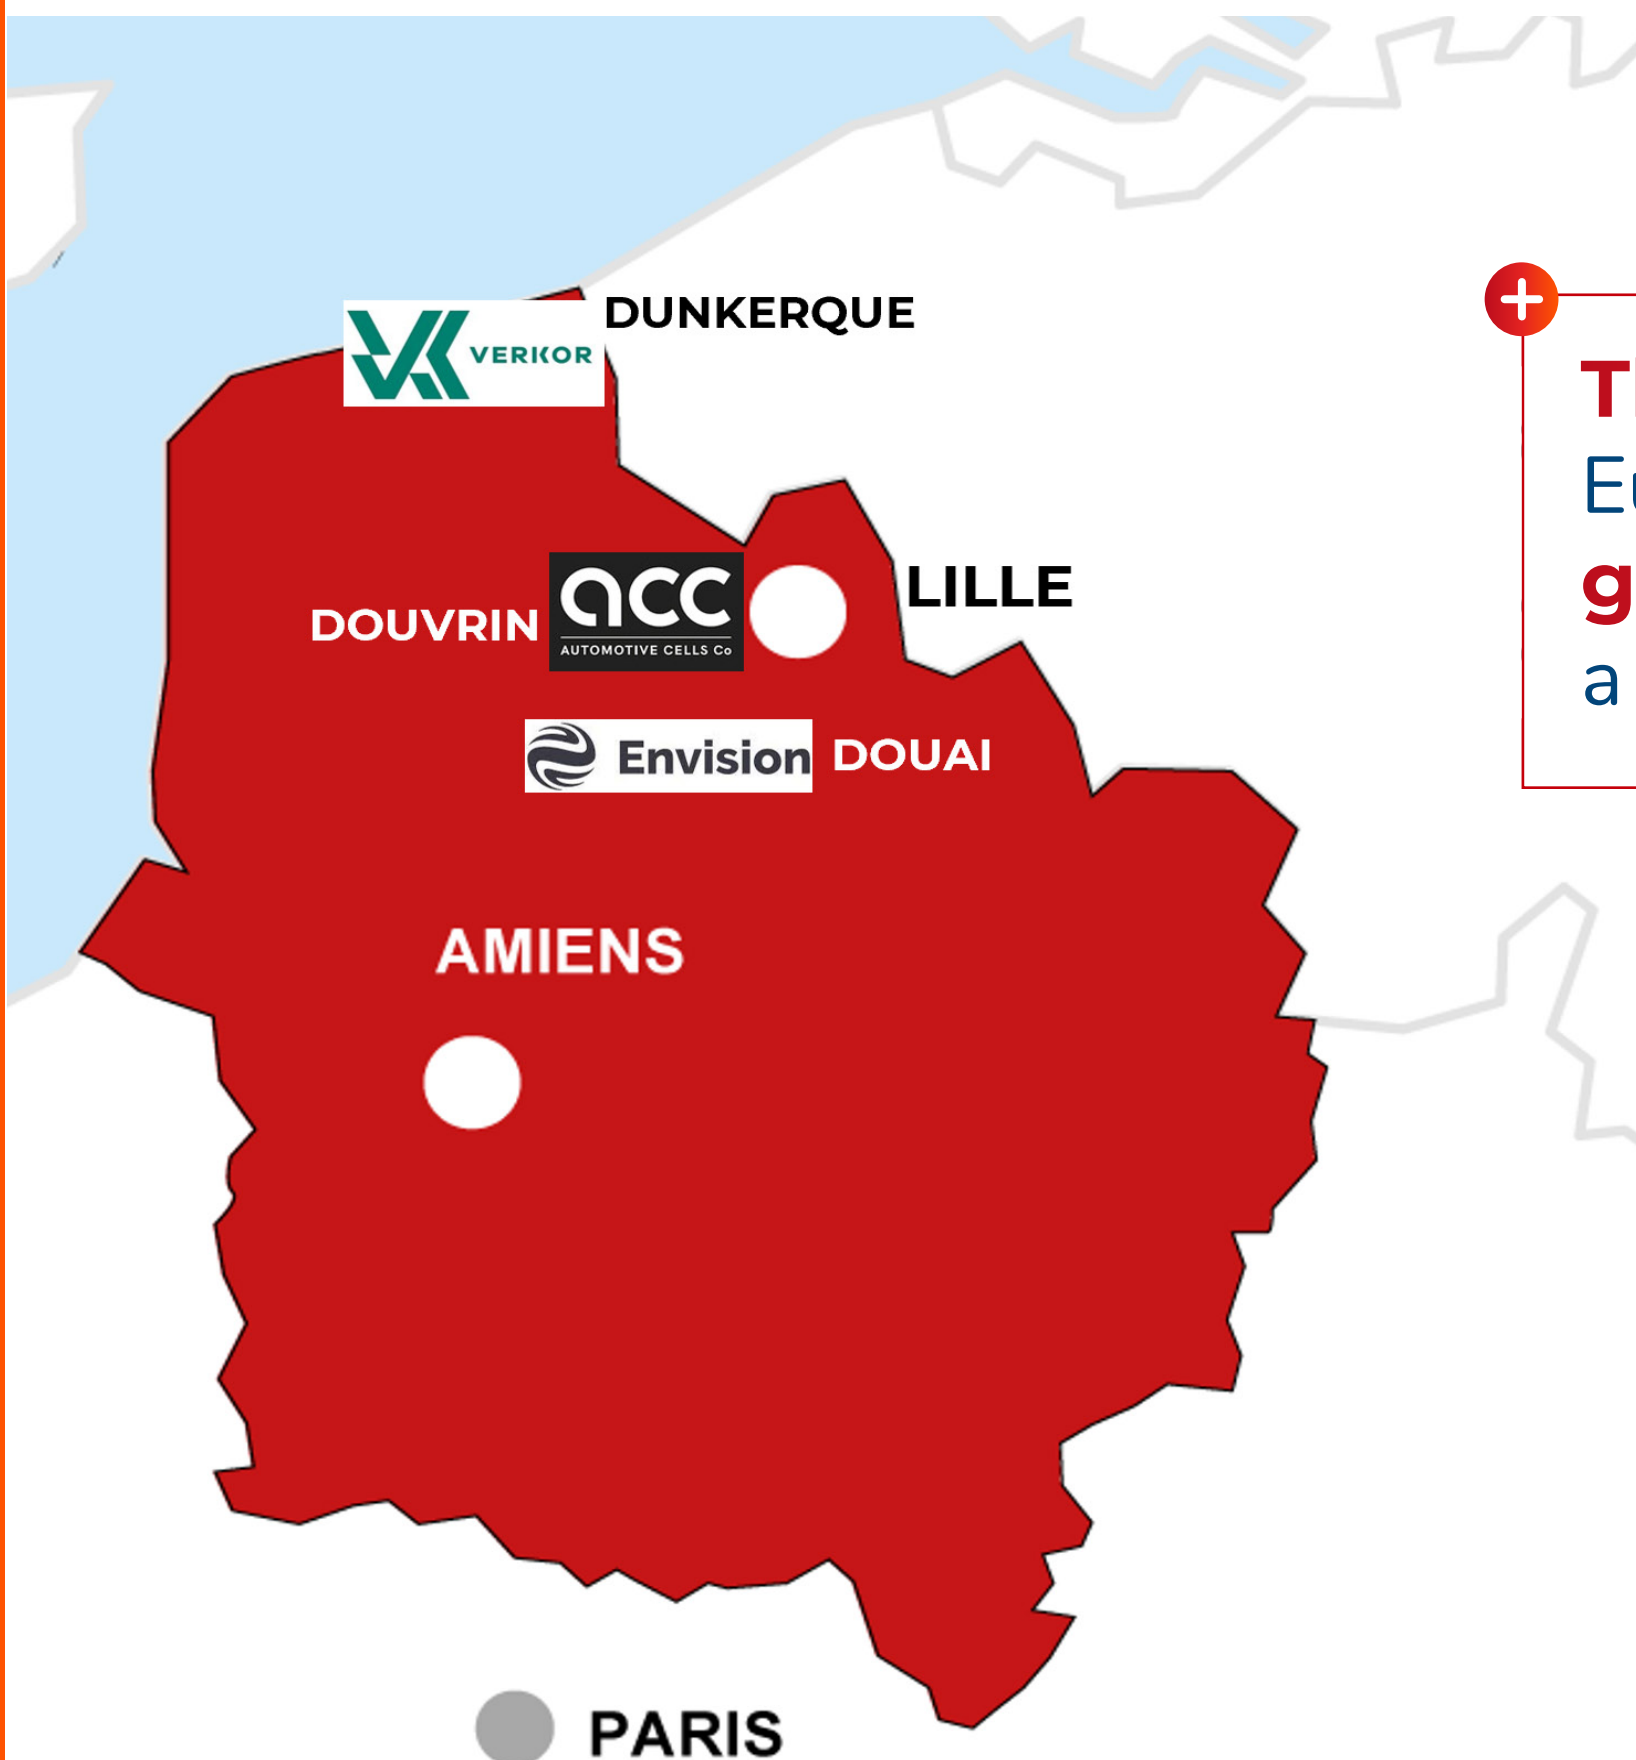 DUNKERQUE
VERKOR
LILLE
DOUVRIN
acc
AUTOMOTIVE CELLS Co
Envision
DOUAI
AMIENS
PARIS
a